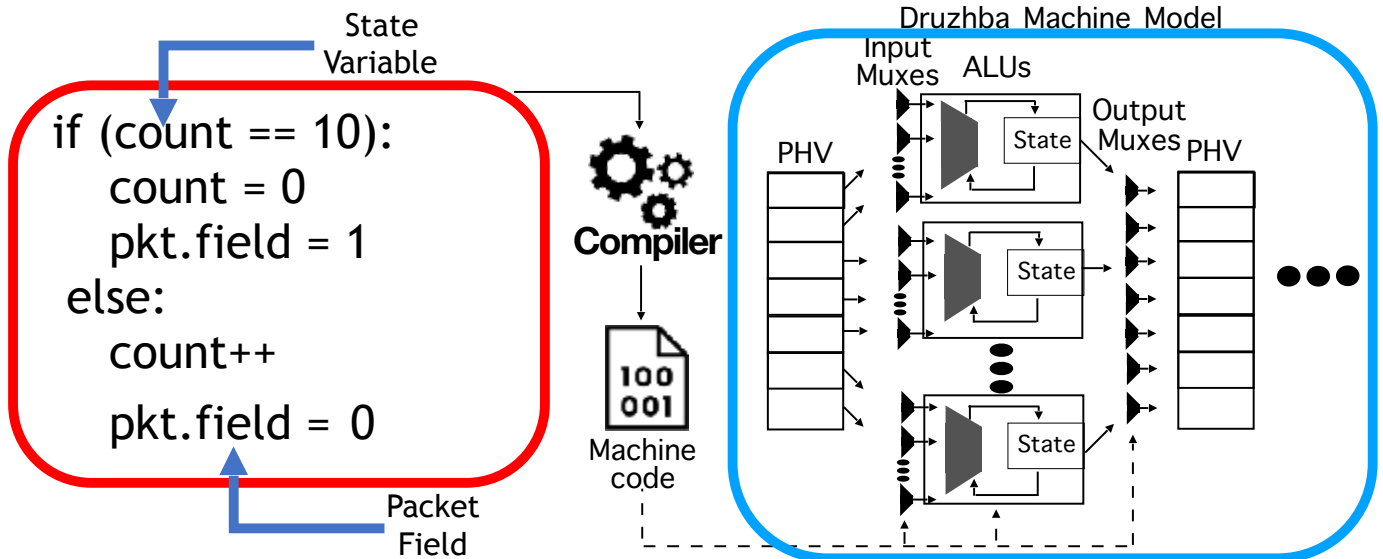 State
Variable
if (count == 10):
count = 0
pkt.field = 1
else:
count++
pkt.field = 0
Packet
Field
Compiler
100
001
Machine
code
Druzhba Machine Model
Input
Muxes
ALUs
Output
Muxes
PHV
State
State
State
PHV